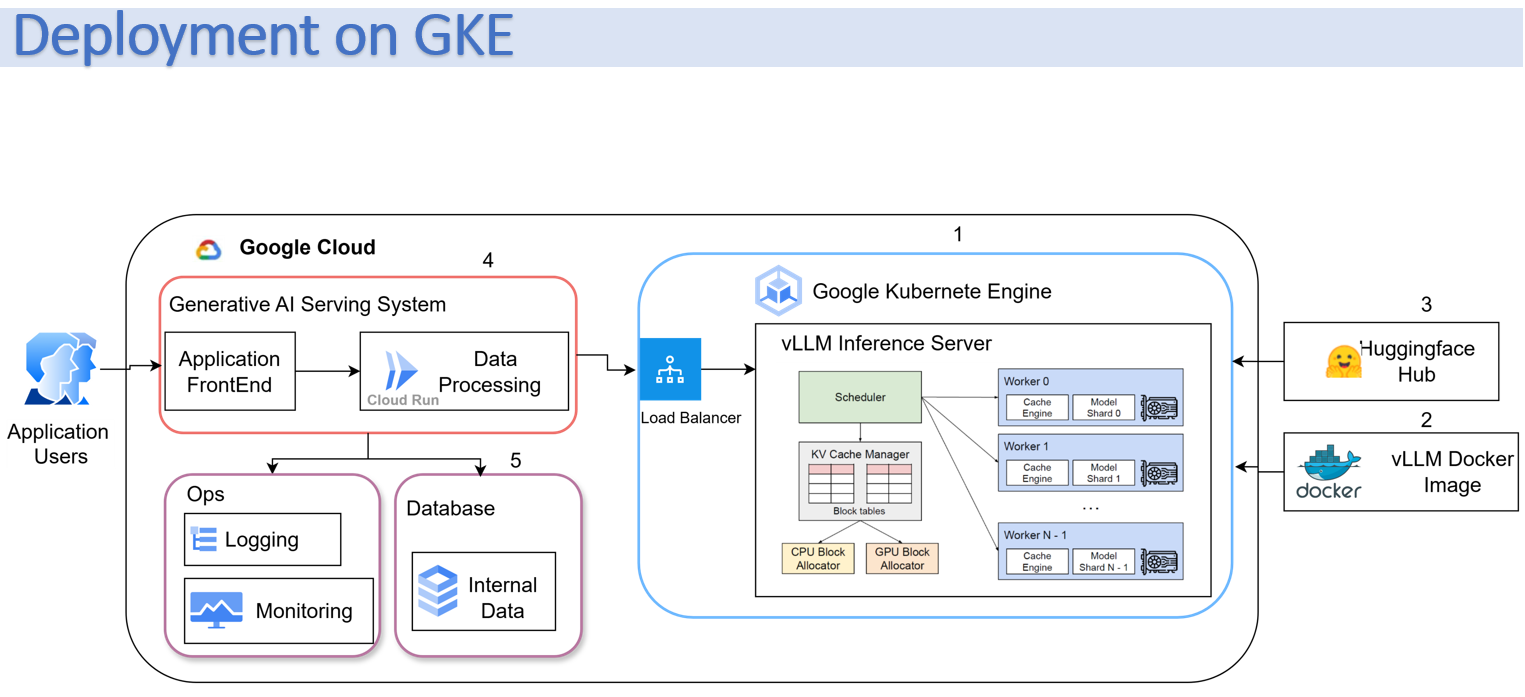 Deployment on GKE
Google Cloud
4
1
Generative AI Serving System
Application
FrontEnd
Cloud Run
Data
Processing
Application
Users
Load Balancer
Google Kubernete Engine
vLLM Inference Server
Scheduler
KV Cache Manager
Block tables
CPU Block
Allocator
GPU Block
Allocator
Worker 0
Cache
Engine
Model
Shard 0
Worker 1
Cache
Engine
Model
Shard 1
...
Worker N - 1
Cache
Engine
Model
Shard N - 1
3
Huggingface
Hub
2
docker
vLLM Docker
Image
5
Ops
Logging
Monitoring
Database
Internal
Data